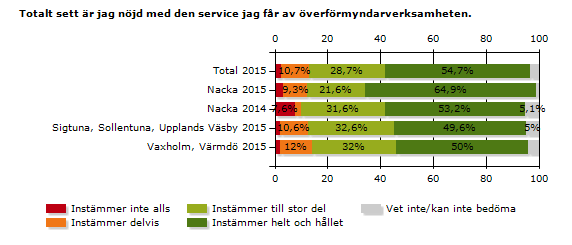 Totalt sett är jag nöjd med den service jag får av överförmyndarverksamheten.
0 20 40 60 80 100
Total 2015 10,7% 28,7% 54,7%
Nacka 2015 9,3% 21,6% 64,9%
Nacka 2014 7,6% 31,6% 53,2% 5,1%
Sigtuna, Sollentuna, Upplands Väsby 2015 10,6% 32,6% 49,6% 5%
Vaxholm, Värmdö 2015 12% 32% 50%
0 20 40 60 80 100
Instämmer inte alls Instämmer till stor del Vet inte/kan inte bedöma
Instämmer delvis Instämmer helt och hållet